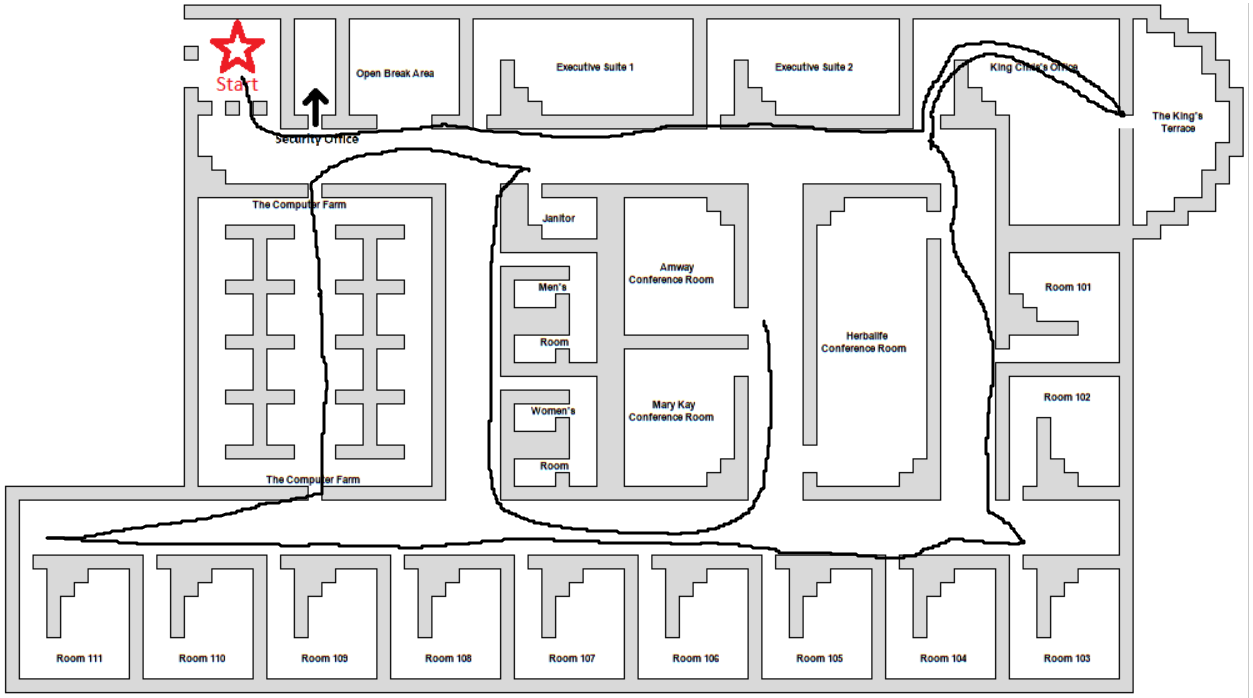 Start
Security Office
Open Break Area
Executive Suite 1
Executive Suite 2
King Chris's Office
The King's
Terrace
The Computer Farm
Janitor
Men's
Room
Women's
Room
Amway
Conference Room
Mary Kay
Conference Room
Herbalife
Conference Room
Room 101
Room 102
The Computer Farm
Room 111
Room 110
Room 109
Room 108
Room 107
Room 106
Room 105
Room 104
Room 103